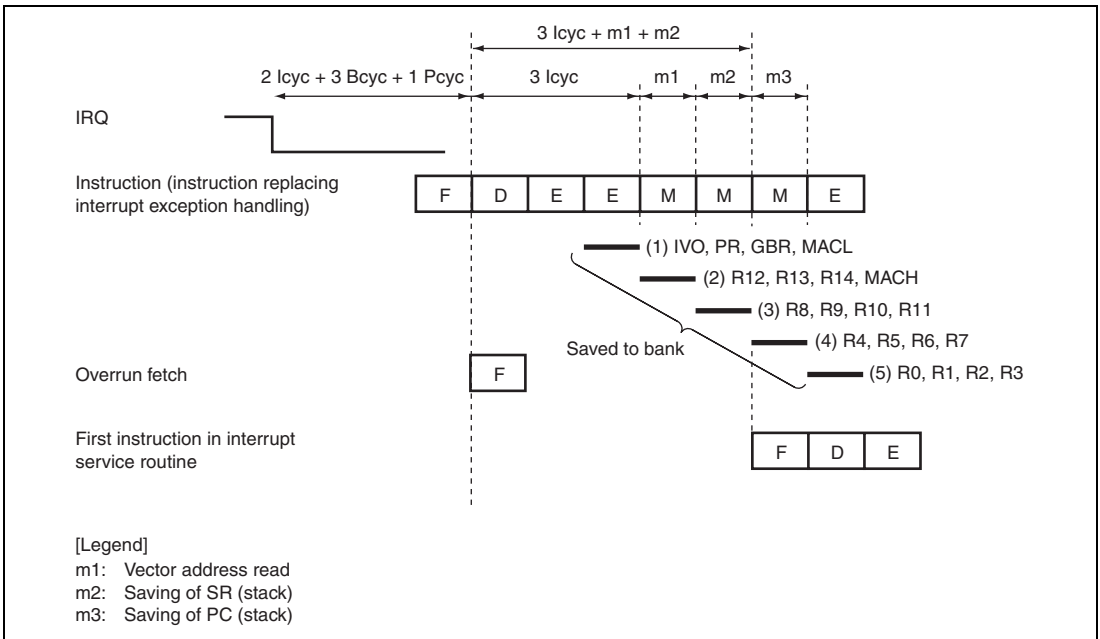 3 Icyc + m1 + m2
2 Icyc + 3 Bcyc + 1 Pcyc
3 Icyc
m1
m2
m3
IRQ
Instruction (instruction replacing
interrupt exception handling)
F D E E M M M E
(1) IVO, PR, GBR, MACL
(2) R12, R13, R14, MACH
(3) R8, R9, R10, R11
(4) R4, R5, R6, R7
(5) R0, R1, R2, R3
Saved to bank
Overrun fetch
F
First instruction in interrupt
service routine
F D E
[Legend]
m1: Vector address read
m2: Saving of SR (stack)
m3: Saving of PC (stack)